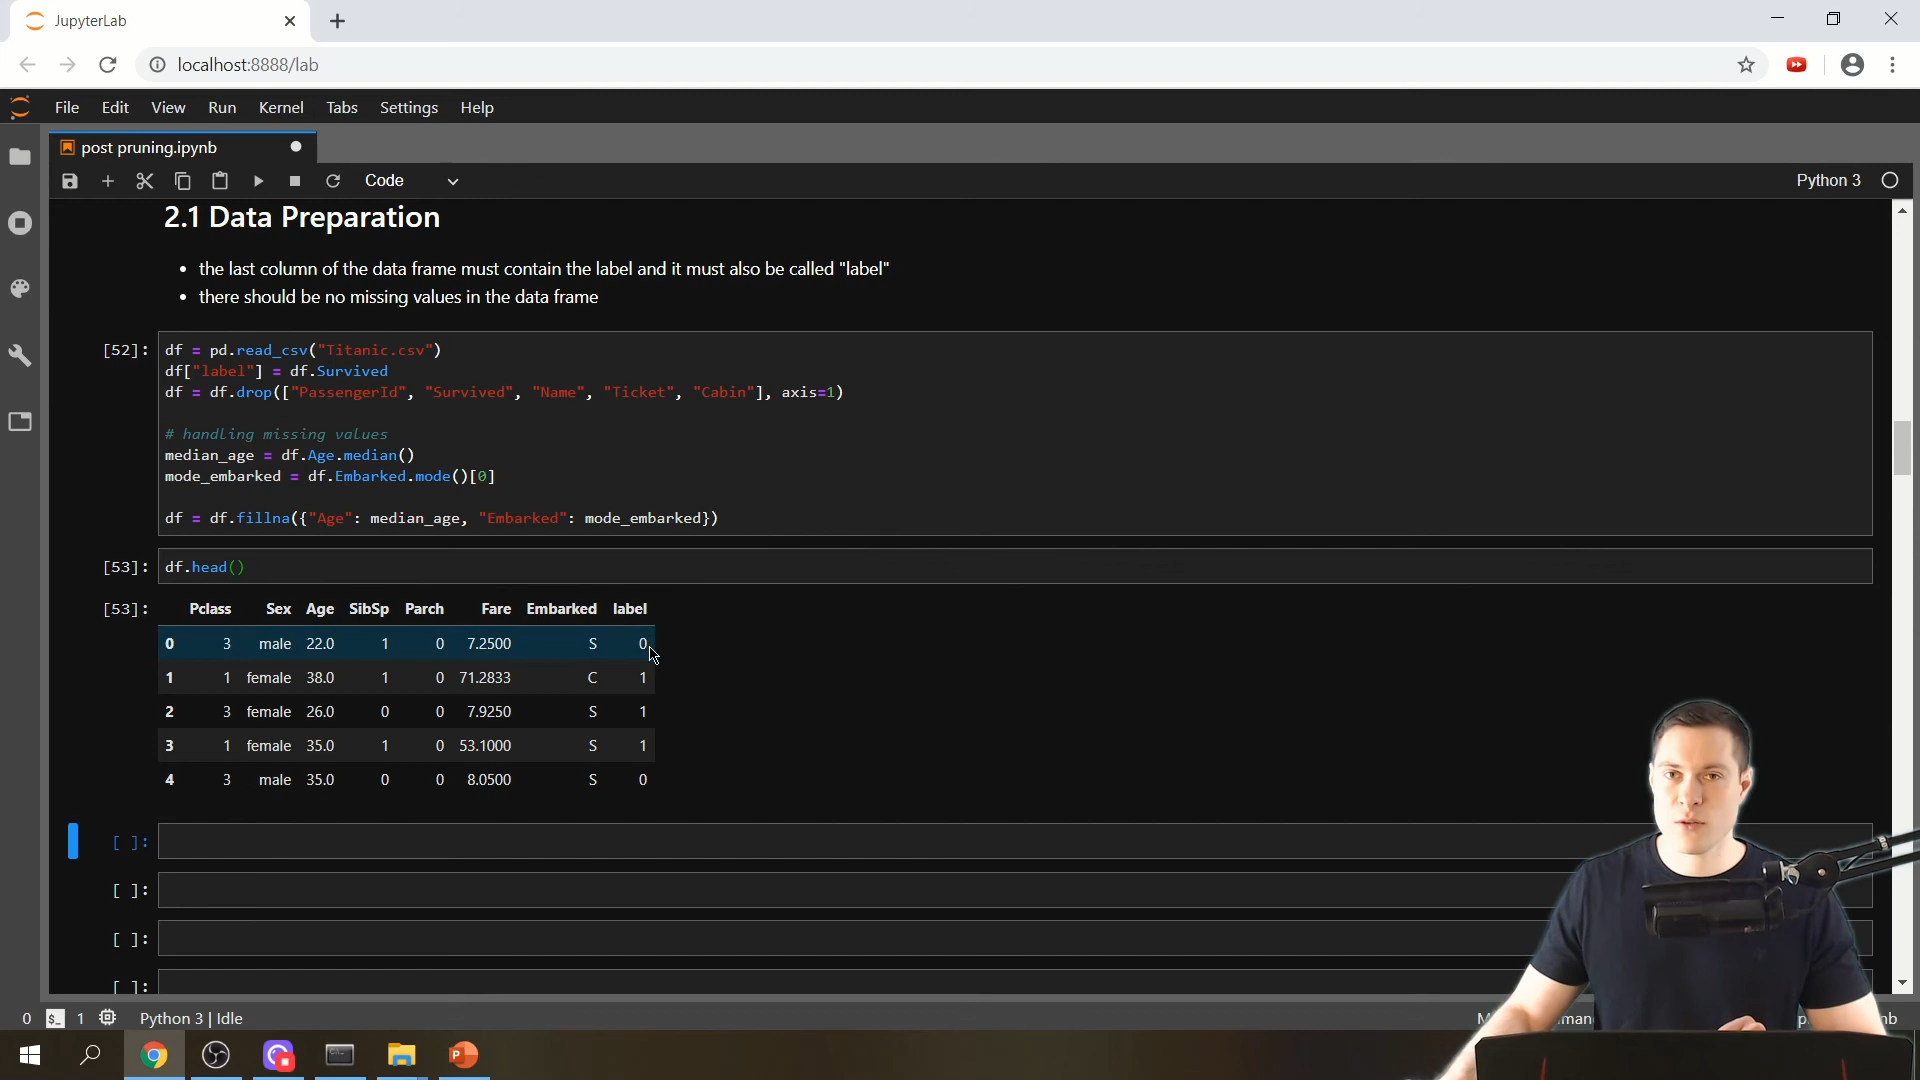 JupyterLab
localhost:8888/lab
File Edit View Run Kernel Tabs Settings Help
post pruning.ipynb
Code
Python 3
2.1 Data Preparation
• the last column of the data frame must contain the label and it must also be called "label"
• there should be no missing values in the data frame
[52]: df = pd.read_csv("Titanic.csv")
df["label"] = df.Survived
df = df.drop(["PassengerId", "Survived", "Name", "Ticket", "Cabin"], axis=1)
# handling missing values
median_age = df.Age.median()
mode_embarked = df.Embarked.mode()[0]
df = df.fillna({"Age": median_age, "Embarked": mode_embarked})
[53]: df.head()
[53]: Pclass Sex Age SibSp Parch Fare Embarked label
0 3 male 22.0 1 0 7.2500 S 0
1 1 female 38.0 1 0 71.2833 C 1
2 3 female 26.0 0 0 7.9250 S 1
3 1 female 35.0 1 0 53.1000 S 1
4 3 male 35.0 0 0 8.0500 S 0
[ ]:
[ ]:
[ ]:
[ ]:
0 $_ 1 Python 3 | Idle